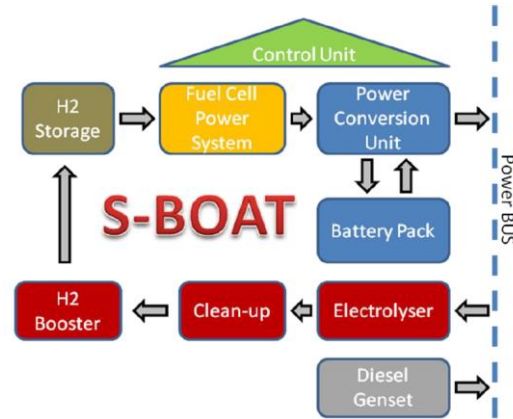 Control Unit
H2
Storage
Fuel Cell
Power
System
Power
Conversion
Unit
Power BUS
S-BOAT
Battery Pack
H2
Booster
Clean-up
Electrolyser
Diesel
Genset